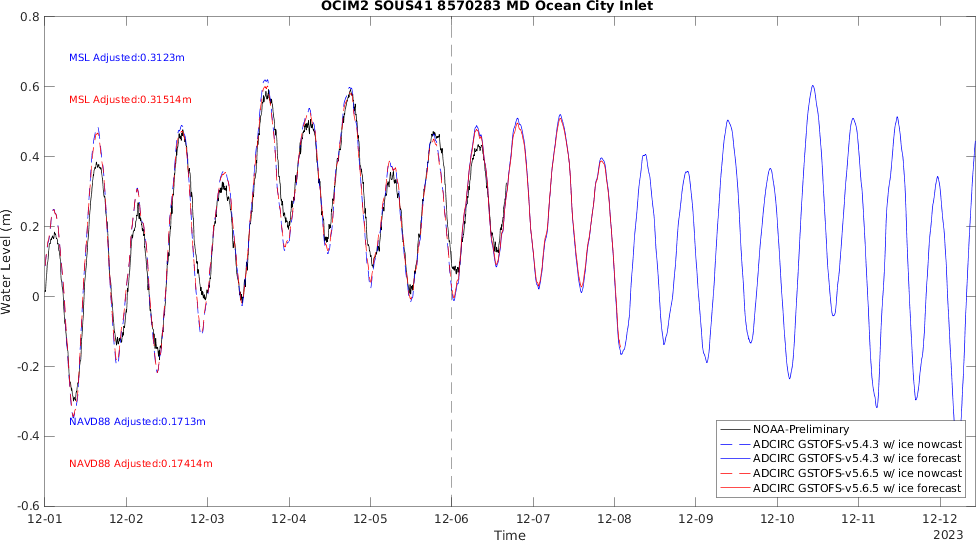 OCIM2 SOUS41 8570283 MD Ocean City Inlet
MSL Adjusted:0.3123m
MSL Adjusted:0.31514m
NAVD88 Adjusted:0.1713m
NAVD88 Adjusted:0.17414m
Water Level (m)
0.8
0.6
0.4
0.2
0
-0.2
-0.4
-0.6
NOAA-Preliminary
ADCIRC GSTOFS-v5.4.3 w/ ice nowcast
ADCIRC GSTOFS-v5.4.3 w/ ice forecast
ADCIRC GSTOFS-v5.6.5 w/ ice nowcast
ADCIRC GSTOFS-v5.6.5 w/ ice forecast
12-01 12-02 12-03 12-04 12-05 12-06 12-07 12-08 12-09 12-10 12-11 12-12
Time
2023